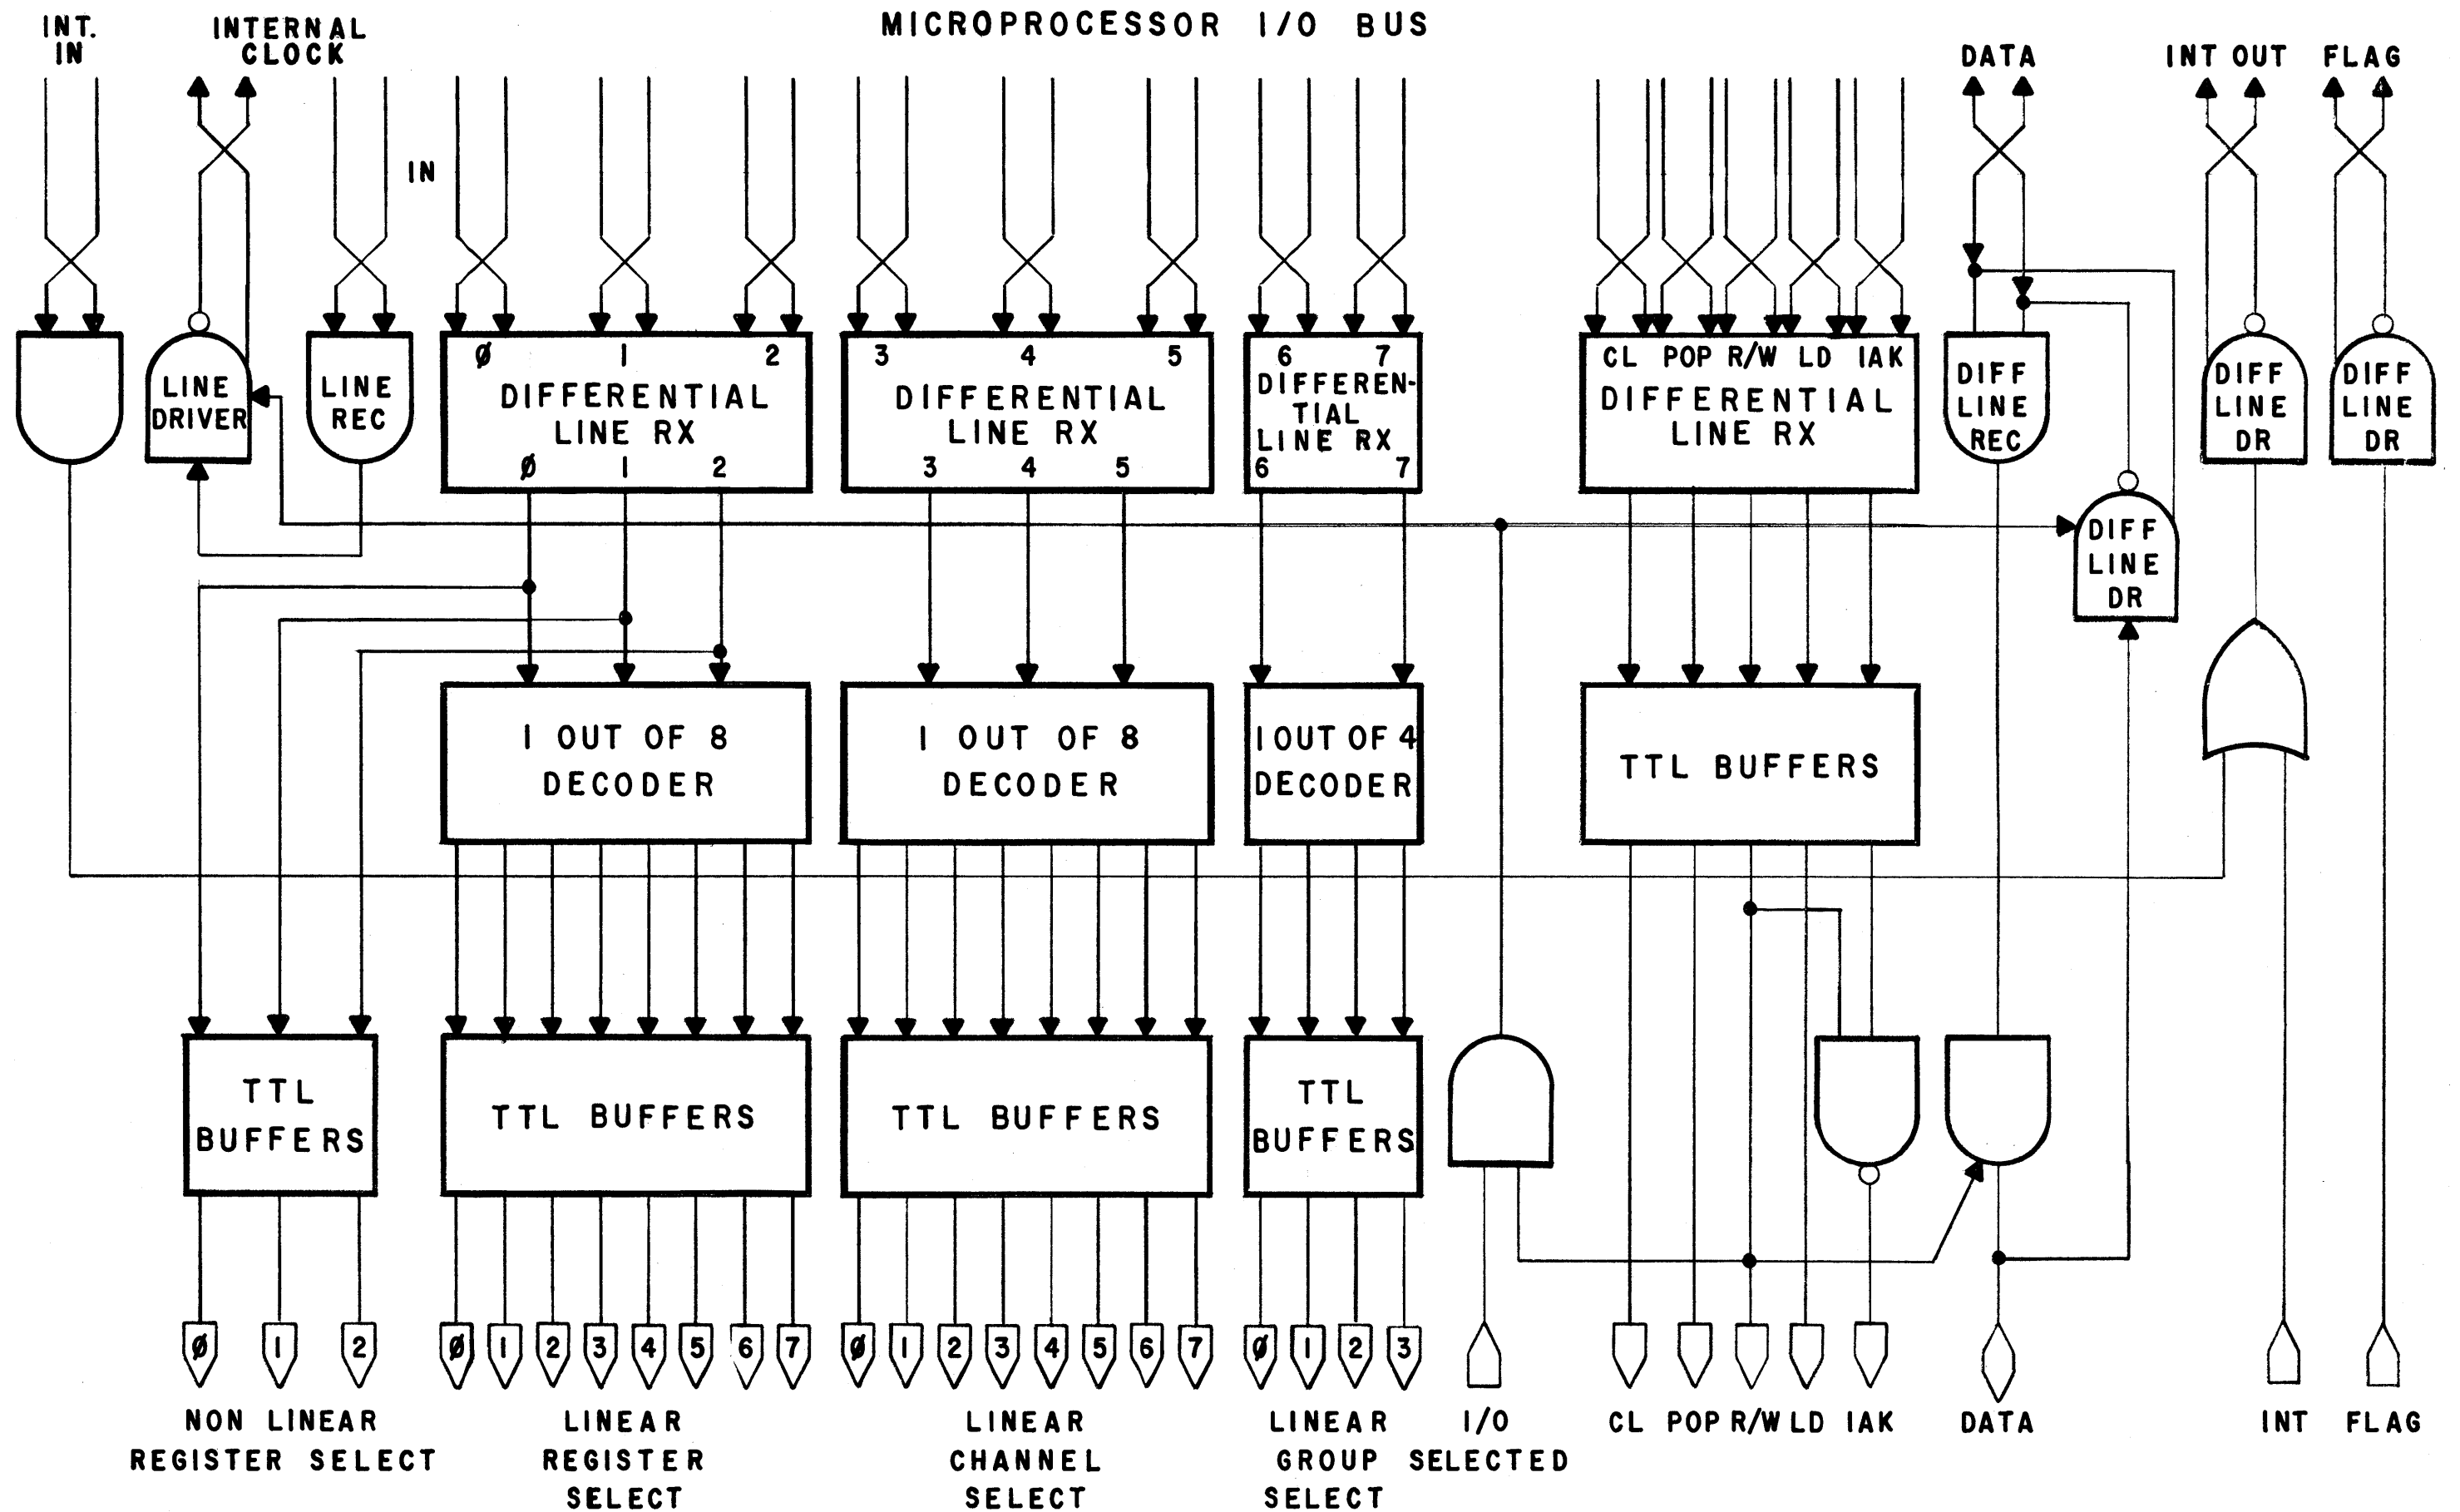 MICROPROCESSOR I/O BUS
INT.
IN
INTERNAL
CLOCK
IN
DATA
INT OUT
FLAG
LINE
DRIVER
LINE
REC
Ø 1 2
DIFFERENTIAL
LINE RX
Ø 1 2
3 4 5
DIFFERENTIAL
LINE RX
3 4 5
6 7
DIFFEREN-
TIAL
LINE RX
6 7
CL POP R/W LD IAK
DIFFERENTIAL
LINE RX
DIFF
LINE
REC
DIFF
LINE
DR
DIFF
LINE
DR
DIFF
LINE
DR
1 OUT OF 8
DECODER
1 OUT OF 8
DECODER
1 OUT OF 4
DECODER
TTL BUFFERS
TTL
BUFFERS
TTL BUFFERS
TTL BUFFERS
TTL
BUFFERS
Ø 1 2
Ø 1 2 3 4 5 6 7
Ø 1 2 3 4 5 6 7
Ø 1 2 3
NON LINEAR
REGISTER SELECT
LINEAR
REGISTER
SELECT
LINEAR
CHANNEL
SELECT
LINEAR
GROUP
SELECT
I/O
SELECTED
CL POP R/W LD IAK
DATA
INT
FLAG